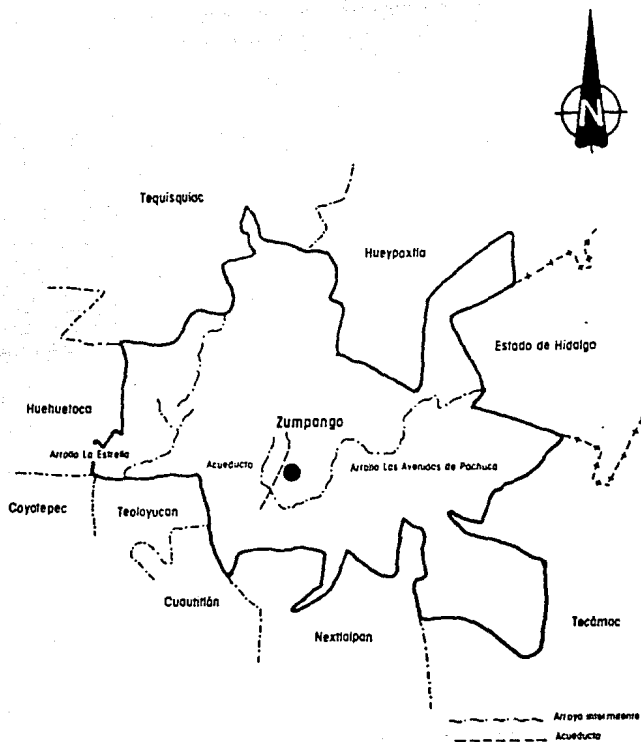 N
Tequisquiac
Hueypoxtla
Estado de Hidalgo
Huehuetoca
Zumpango
Arroyo La Estrella
Acueducto
Arroyo Las Avenidas de Pachuca
Coyotepec
Teoloyucan
Cuautitlán
Nextlalpan
Tecámac
Arroyo intermitente
Acueducto